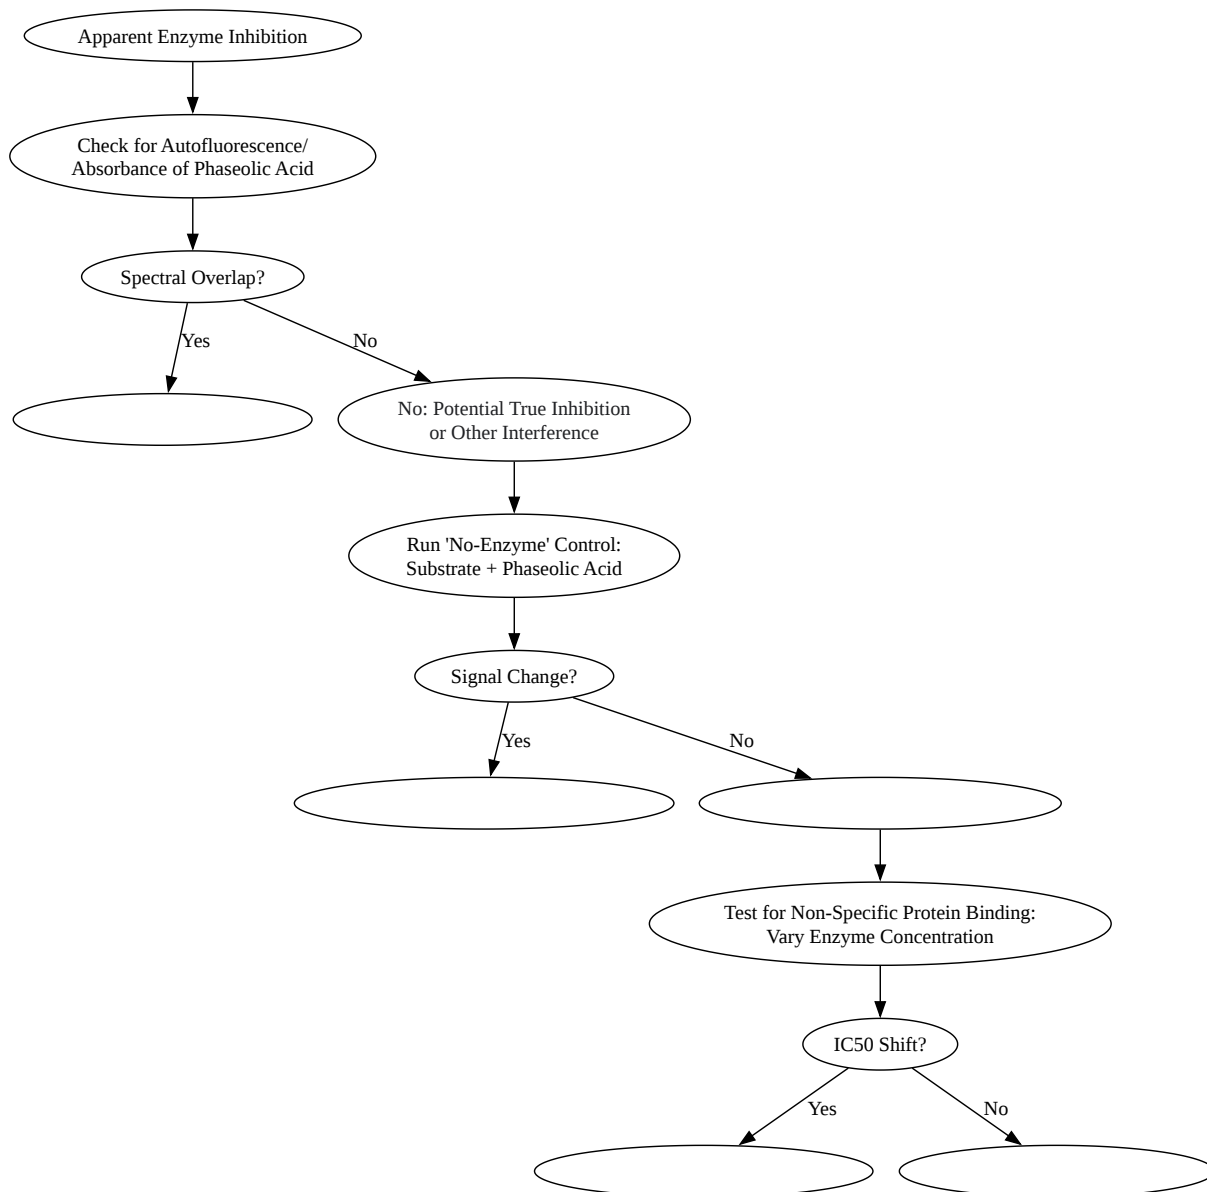 Apparent Enzyme Inhibition
Check for Autofluorescence/
Absorbance of Phaseolic Acid
Spectral Overlap?
Yes
No
No: Potential True Inhibition
or Other Interference
Run 'No-Enzyme' Control:
Substrate + Phaseolic Acid
Signal Change?
Yes
No
Test for Non-Specific Protein Binding:
Vary Enzyme Concentration
IC50 Shift?
Yes
No